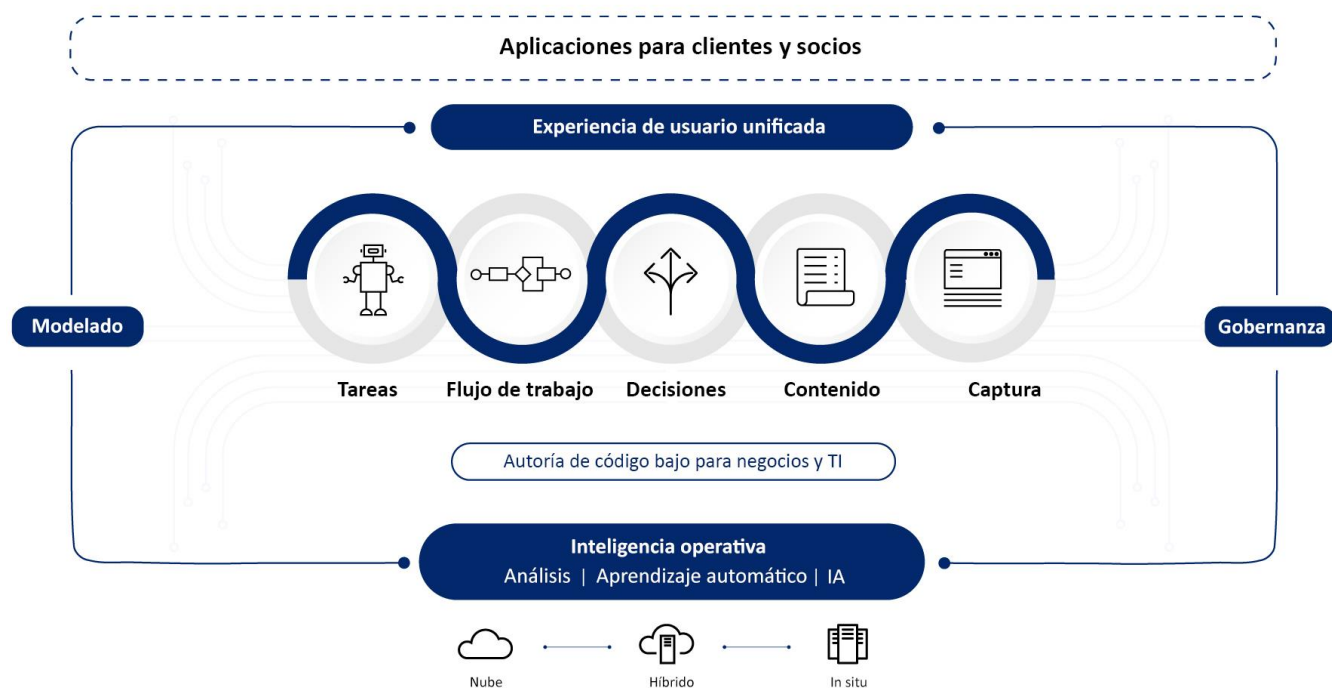 Aplicaciones para clientes y socios
Experiencia de usuario unificada
Modelado
Gobernanza
Tareas
Flujo de trabajo
Decisiones
Contenido
Captura
Autoría de código bajo para negocios y TI
Inteligencia operativa
Análisis | Aprendizaje automático | IA
Nube
Híbrido
In situ